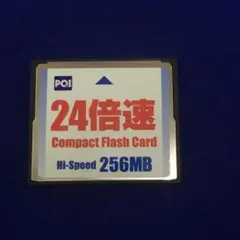 PQI
24倍速
Compact Flash Card
Hi-Speed 256MB